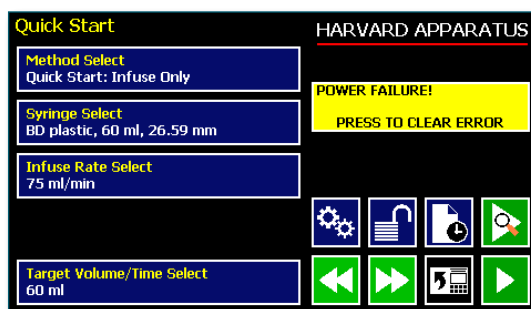 Quick Start
HARVARD APPARATUS
Method Select
Quick Start: Infuse Only
POWER FAILURE!
PRESS TO CLEAR ERROR
Syringe Select
BD plastic, 60 ml, 26.59 mm
Infuse Rate Select
75 ml/min
Target Volume/Time Select
60 ml